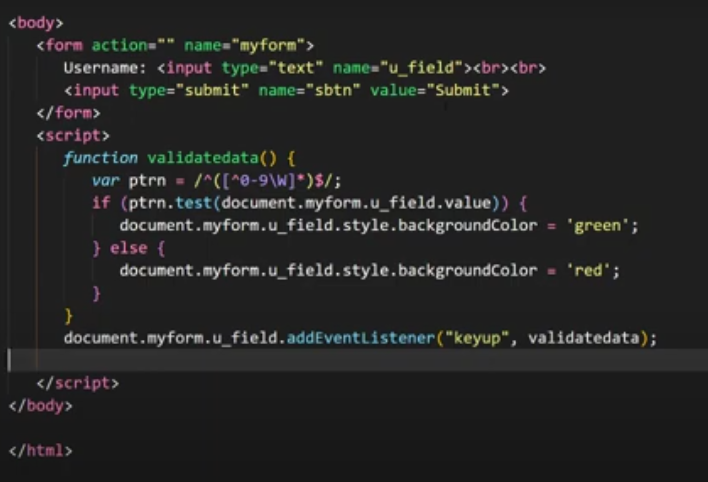 <body>
<form action="" name="myform">
Username: <input type="text" name="u_field"><br><br>
<input type="submit" name="sbtn" value="Submit">
</form>
<script>
function validatedata() {
var ptrn = /^([^0-9\W]*)$/;
if (ptrn.test(document.myform.u_field.value)) {
document.myform.u_field.style.backgroundColor = 'green';
} else {
document.myform.u_field.style.backgroundColor = 'red';
}
}
document.myform.u_field.addEventListener("keyup", validatedata);
</script>
</body>
</html>